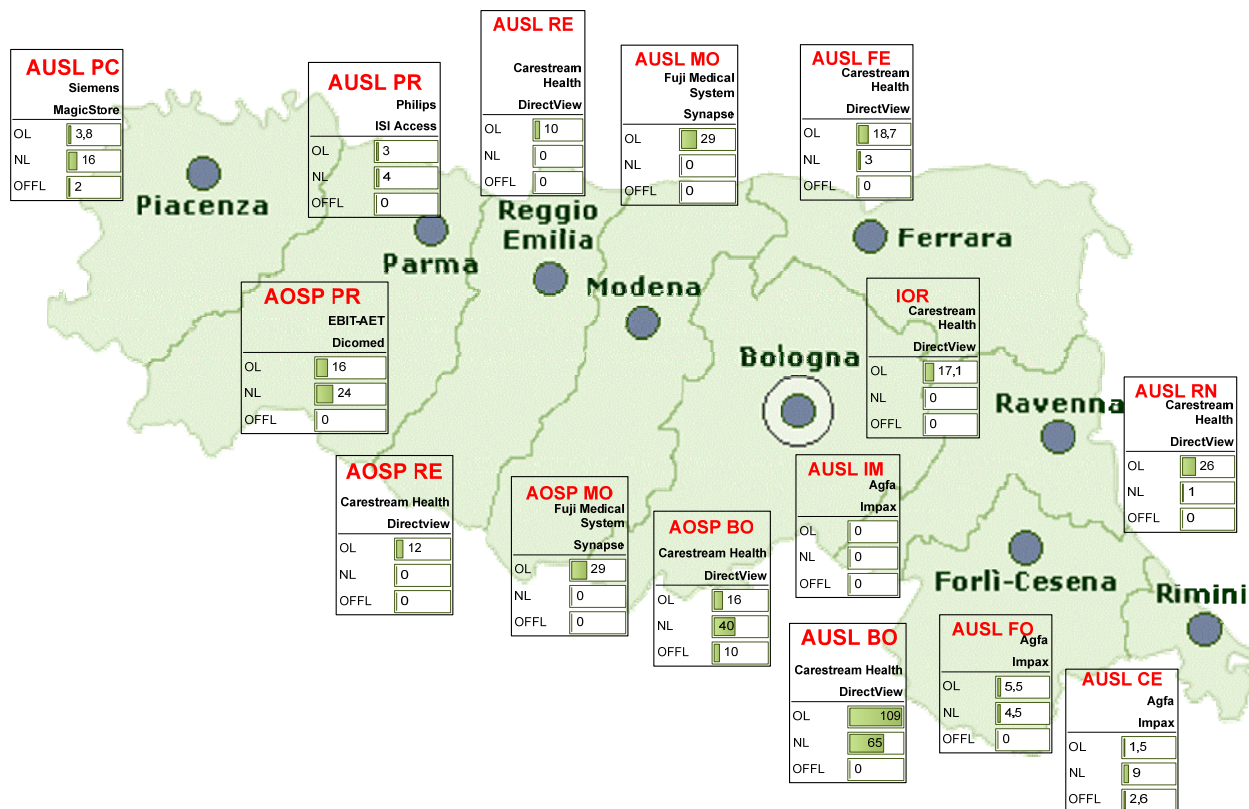 AUSL PC
Siemens
MagicStore
OL 3,8
NL 16
OFFL 2
AUSL PR
Philips
ISI Access
OL 3
NL 4
OFFL 0
AUSL RE
Carestream
Health
DirectView
OL 10
NL 0
OFFL 0
AUSL MO
Fuji Medical
System
Synapse
OL 29
NL 0
OFFL 0
AUSL FE
Carestream
Health
DirectView
OL 18,7
NL 3
OFFL 0
Piacenza
Parma
Reggio
Emilia
Modena
Ferrara
Bologna
Ravenna
Forlì-Cesena
Rimini
AOSP PR
EBIT-AET
Dicomed
OL 16
NL 24
OFFL 0
IOR
Carestream
Health
DirectView
OL 17,1
NL 0
OFFL 0
AUSL RN
Carestream
Health
DirectView
OL 26
NL 1
OFFL 0
AOSP RE
Carestream Health
Directview
OL 12
NL 0
OFFL 0
AOSP MO
Fuji Medical
System
Synapse
OL 29
NL 0
OFFL 0
AOSP BO
Carestream Health
DirectView
OL 16
NL 40
OFFL 10
AUSL IM
Agfa
Impax
OL 0
NL 0
OFFL 0
AUSL BO
Carestream Health
DirectView
OL 109
NL 65
OFFL 0
AUSL FO
Agfa
Impax
OL 5,5
NL 4,5
OFFL 0
AUSL CE
Agfa
Impax
OL 1,5
NL 9
OFFL 2,6